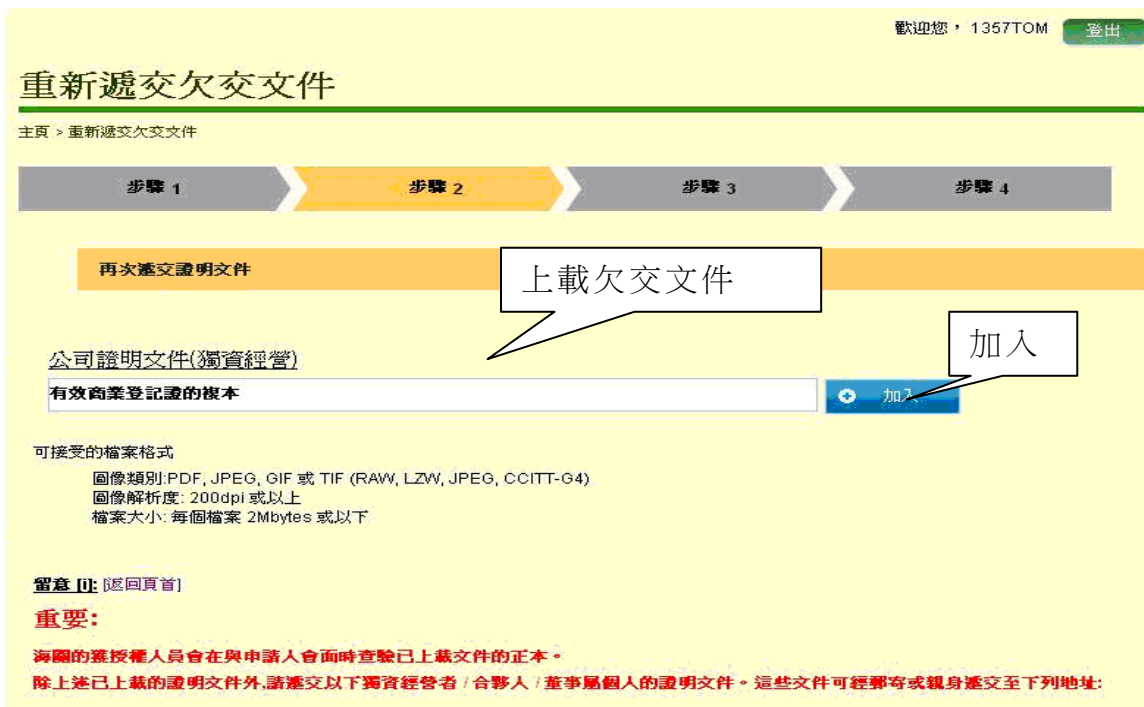 歡迎您， 1357TOM 登出
重新遞交欠交文件
主頁 > 重新遞交欠交文件
步驟 1 步驟 2 步驟 3 步驟 4
再次遞交證明文件
上載欠交文件
加入
公司證明文件(獨資經營)
有效商業登記證的複本 加入
可接受的檔案格式
圖像類別:PDF, JPEG, GIF 或 TIF (RAW, LZW, JPEG, CCITT-G4)
圖像解析度: 200dpi 或以上
檔案大小: 每個檔案 2Mbytes 或以下
留意 [i]: [返回頁首]
重要:
海關的獲授權人員會在與申請人會面時查驗已上載文件的正本。
除上述已上載的證明文件外,請遞交以下獨資經營者 / 合夥人 / 董事屬個人的證明文件。這些文件可經郵寄或親身遞交至下列地址: